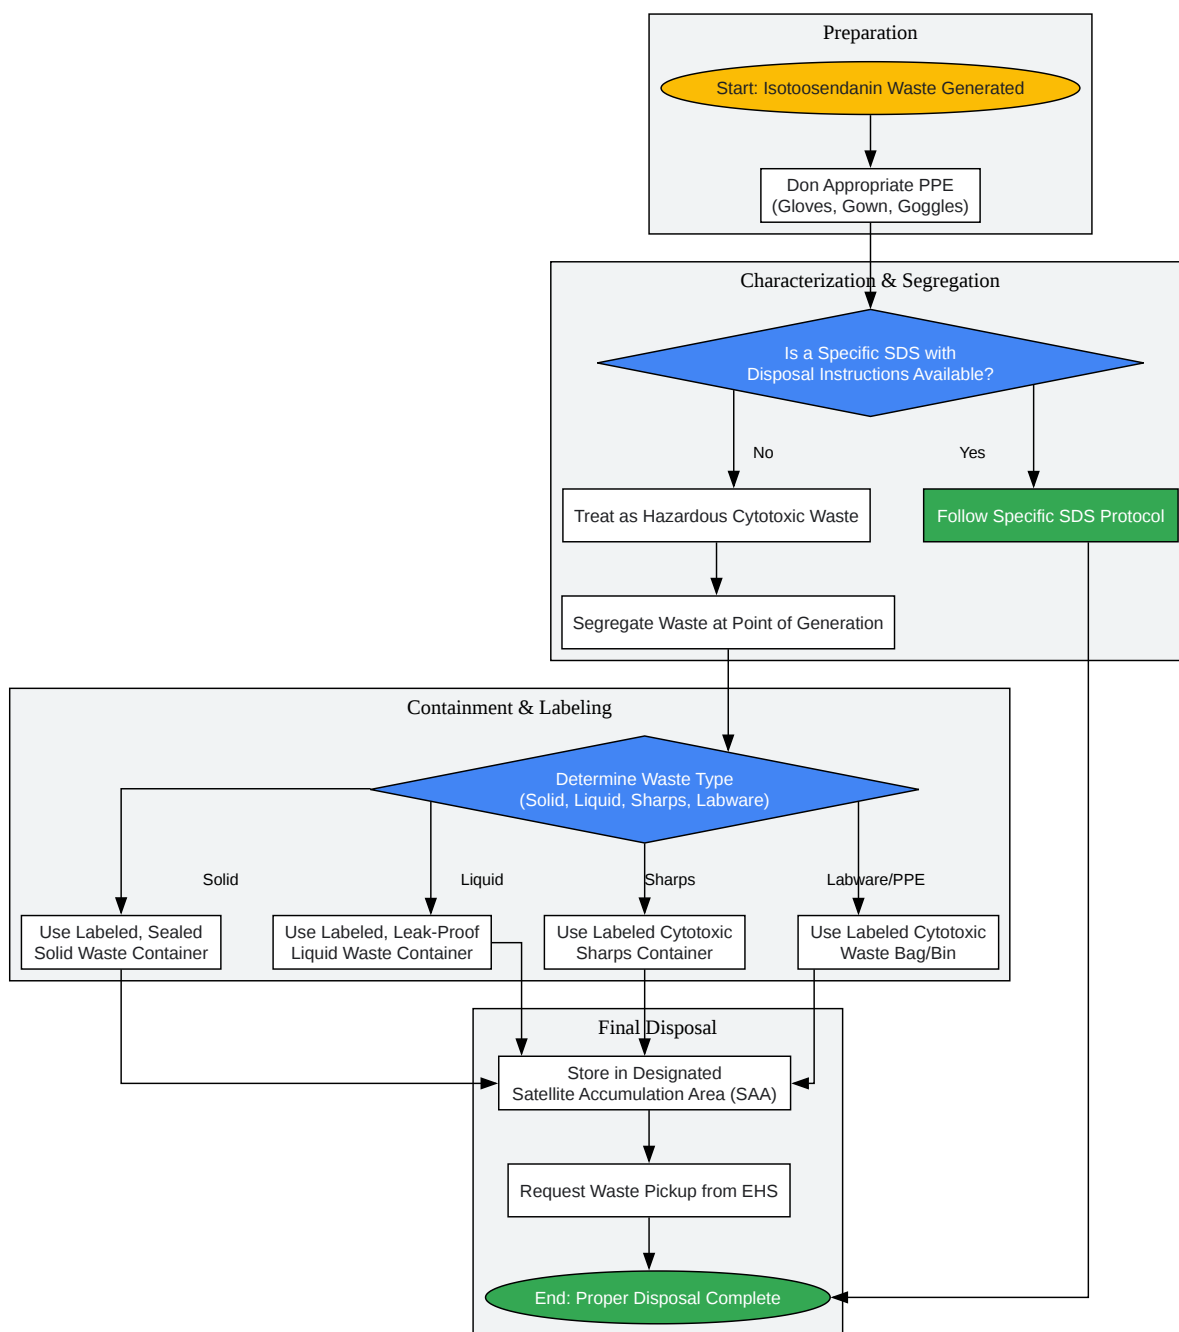 Preparation
Start: Isotoosendanin Waste Generated
Don Appropriate PPE
(Gloves, Gown, Goggles)
Characterization & Segregation
Is a Specific SDS with
Disposal Instructions Available?
No
Yes
Treat as Hazardous Cytotoxic Waste
Follow Specific SDS Protocol
Segregate Waste at Point of Generation
Containment & Labeling
Determine Waste Type
(Solid, Liquid, Sharps, Labware)
Solid
Liquid
Sharps
Labware/PPE
Use Labeled, Sealed
Solid Waste Container
Use Labeled, Leak-Proof
Liquid Waste Container
Use Labeled Cytotoxic
Sharps Container
Use Labeled Cytotoxic
Waste Bag/Bin
Final Disposal
Store in Designated
Satellite Accumulation Area (SAA)
Request Waste Pickup from EHS
End: Proper Disposal Complete